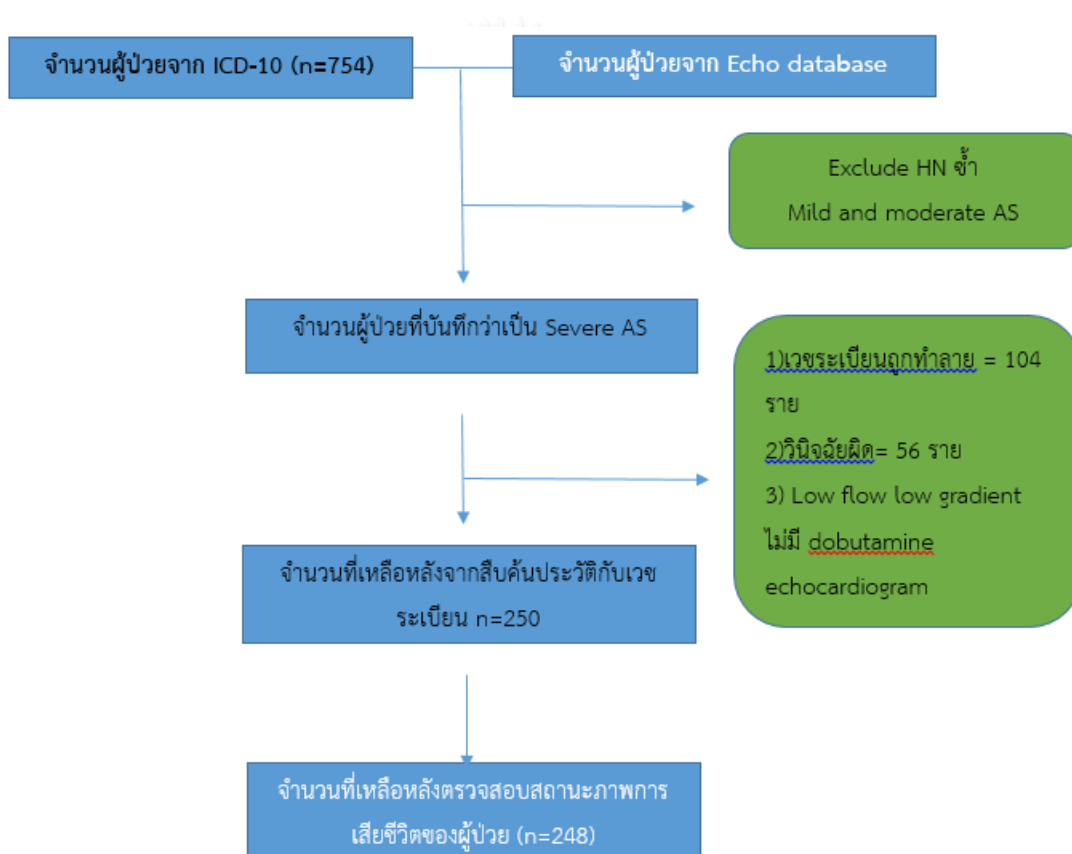 จำนวนผู้ป่วยจาก ICD-10 (n=754)
จำนวนผู้ป่วยจาก Echo database
Exclude HN ซ้ำ
Mild and moderate AS
จำนวนผู้ป่วยที่บันทึกว่าเป็น Severe AS
1)เวชระเบียนถูกทำลาย = 104
ราย
2)วินิจฉัยผิด= 56 ราย
3) Low flow low gradient
ไม่มี dobutamine
echocardiogram
จำนวนที่เหลือหลังจากสืบค้นประวัติกับเวช
ระเบียน n=250
จำนวนที่เหลือหลังตรวจสอบสถานะภาพการ
เสียชีวิตของผู้ป่วย (n=248)